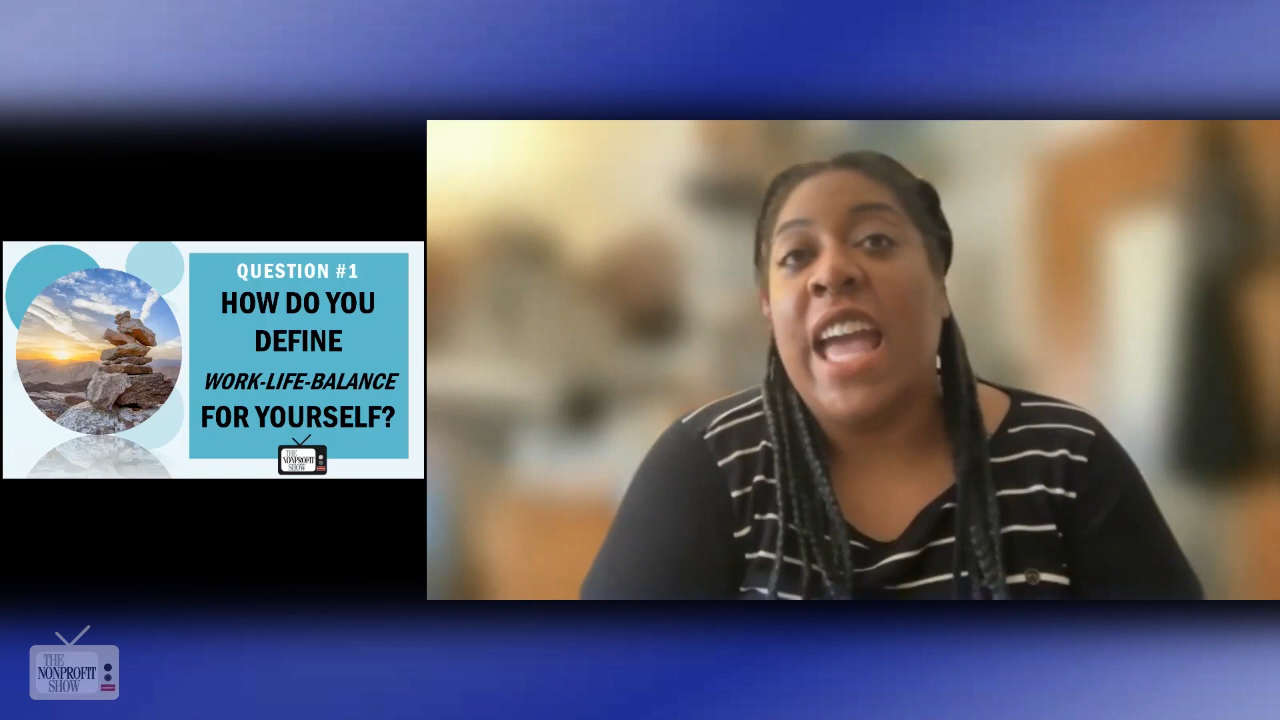 QUESTION #1
HOW DO YOU
DEFINE
WORK-LIFE-BALANCE
FOR YOURSELF?
THE
NONPROFIT
SHOW
THE
NONPROFIT
SHOW